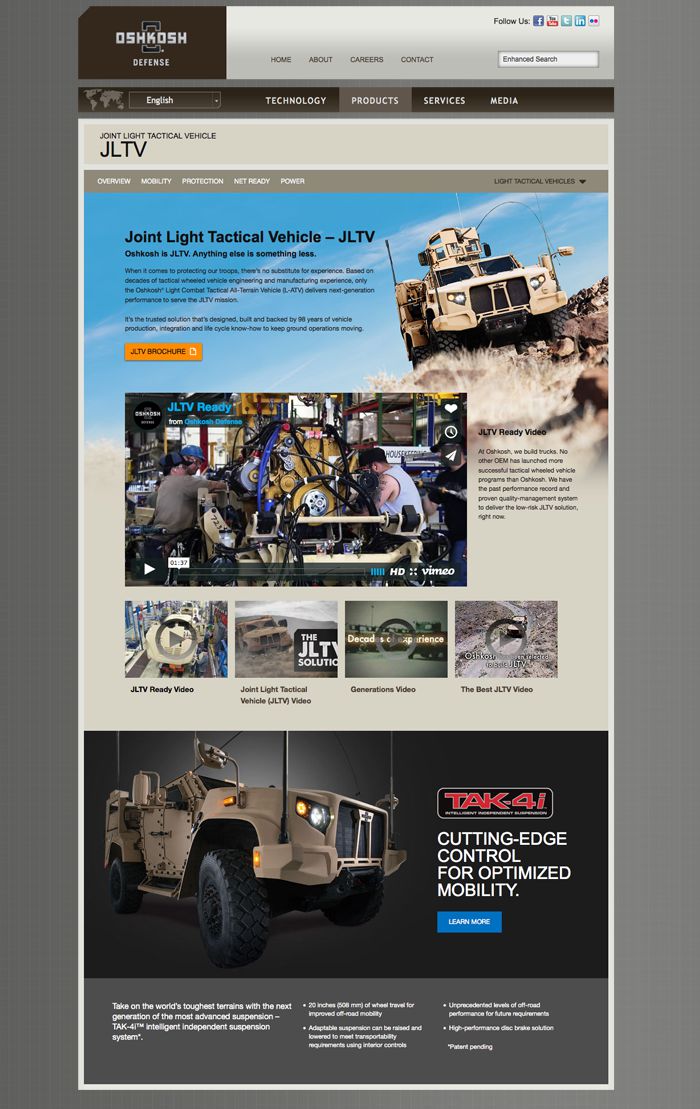 OSHKOSH
DEFENSE
Follow Us:
HOME ABOUT CAREERS CONTACT
Enhanced Search
English
TECHNOLOGY PRODUCTS SERVICES MEDIA
JOINT LIGHT TACTICAL VEHICLE
JLTV
OVERVIEW MOBILITY PROTECTION NET READY POWER
LIGHT TACTICAL VEHICLES
Joint Light Tactical Vehicle – JLTV
Oshkosh is JLTV. Anything else is something less.
When it comes to protecting our troops, there's no substitute for experience. Based on
decades of tactical wheeled vehicle engineering and manufacturing experience, only
the Oshkosh® Light Combat Tactical All-Terrain Vehicle (L-ATV) delivers next-generation
performance to serve the JLTV mission.
It's the trusted solution that's designed, built and backed by 98 years of vehicle
production, integration and life cycle know-how to keep ground operations moving.
JLTV BROCHURE
OSHKOSH
DEFENSE
JLTV Ready
from Oshkosh Defense
HOUSEKEEPING
01:37
HD vimeo
JLTV Ready Video
At Oshkosh, we build trucks. No
other OEM has launched more
successful tactical wheeled vehicle
programs than Oshkosh. We have
the past performance record and
proven quality-management system
to deliver the low-risk JLTV solution,
right now.
THE
JLTV
SOLUTIO
Decades of experience
Oshkosh has been selected
to build JLTV
JLTV Ready Video
Joint Light Tactical
Vehicle (JLTV) Video
Generations Video
The Best JLTV Video
TAK-4i
INTELLIGENT INDEPENDENT SUSPENSION
CUTTING-EDGE
CONTROL
FOR OPTIMIZED
MOBILITY.
LEARN MORE
Take on the world's toughest terrains with the next
generation of the most advanced suspension –
TAK-4i™ intelligent independent suspension
system*.
• 20 inches (508 mm) of wheel travel for
improved off-road mobility
• Adaptable suspension can be raised and
lowered to meet transportability
requirements using interior controls
• Unprecedented levels of off-road
performance for future requirements
• High-performance disc brake solution
*Patent pending